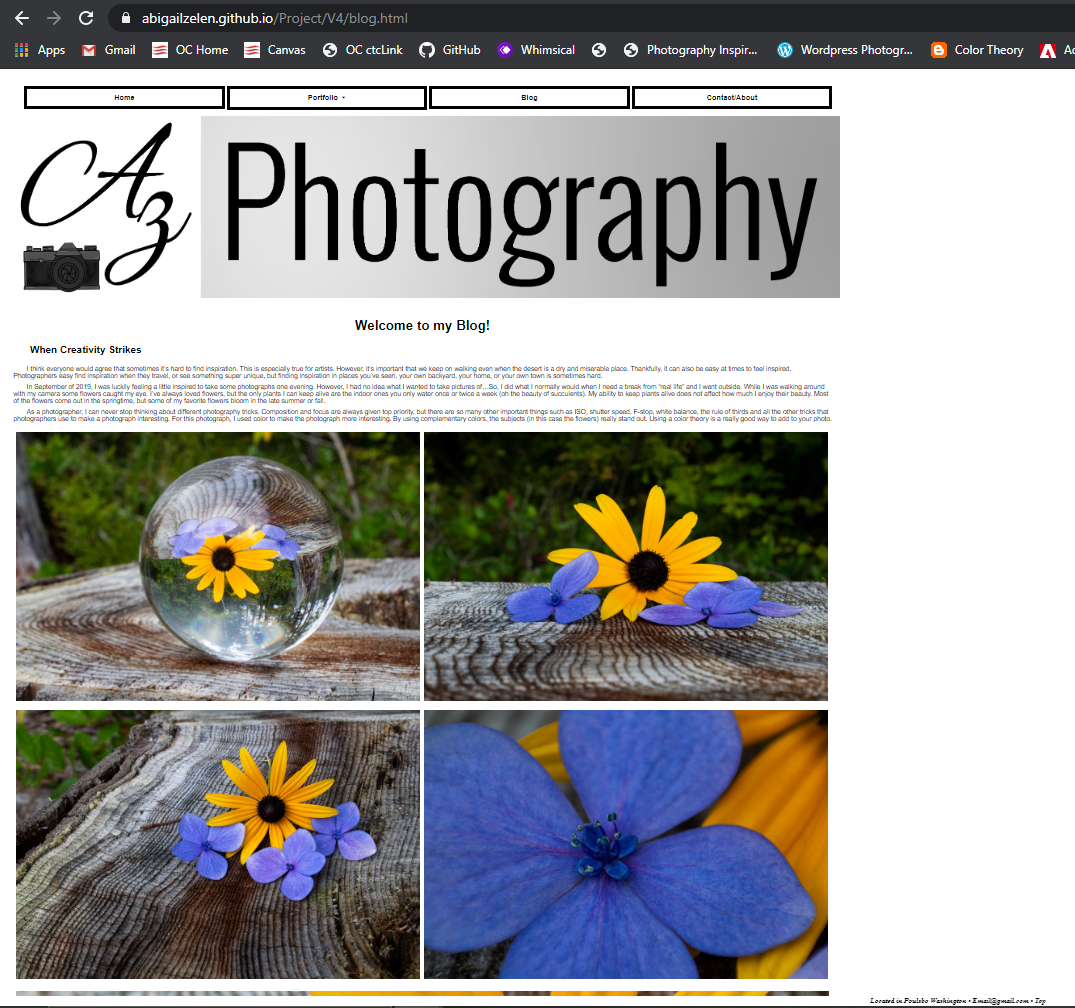 abigailzelen.github.io/Project/V4/blog.html
Apps Gmail OC Home Canvas OC ctcLink GitHub Whimsical Photography Inspir... Wordpress Photogr... Color Theory Ac
Home Portfolio Blog Contact/About
Az Photography
Welcome to my Blog!
When Creativity Strikes
I think everyone would agree that sometimes it's hard to find inspiration. This is especially true for artists. However, it's important that we keep on walking even when the desert is a dry and miserable place. Thankfully, it can also be easy at times to feel inspired.
Photographers easy find inspiration when they travel, or see something super unique, but finding inspiration in places you've seen, your own backyard, your home, or your own town is sometimes hard.
In September of 2019, I was luckily feeling a little inspired to take some photographs one evening. However, I had no idea what I wanted to take pictures of...So, I did what I normally would when I need a break from "real life" and I went outside. While I was walking around
with my camera some flowers caught my eye. I've always loved flowers, but the only plants I can keep alive are the indoor ones you only water once or twice a week (oh the beauty of succulents). My ability to keep plants alive does not affect how much I enjoy their beauty. Most
of the flowers come out in the springtime, but some of my favorite flowers bloom in the late summer or fall.
As a photographer, I can never stop thinking about different photography tricks. Composition and focus are always given top priority, but there are so many other important things such as ISO, shutter speed, F-stop, white balance, the rule of thirds and all the other tricks that
photographers use to make a photograph interesting. For this photograph, I used color to make the photograph more interesting. By using complementary colors, the subjects (in this case the flowers) really stand out. Using a color theory is a really good way to add to your photo.
Located in Poulsbo Washington • Email@gmail.com • Top